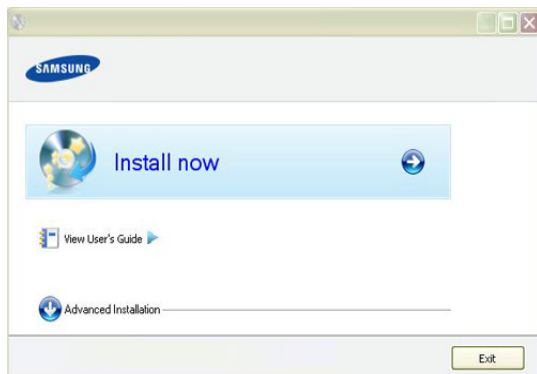 SAMSUNG
Install now
View User's Guide
Advanced Installation
Exit